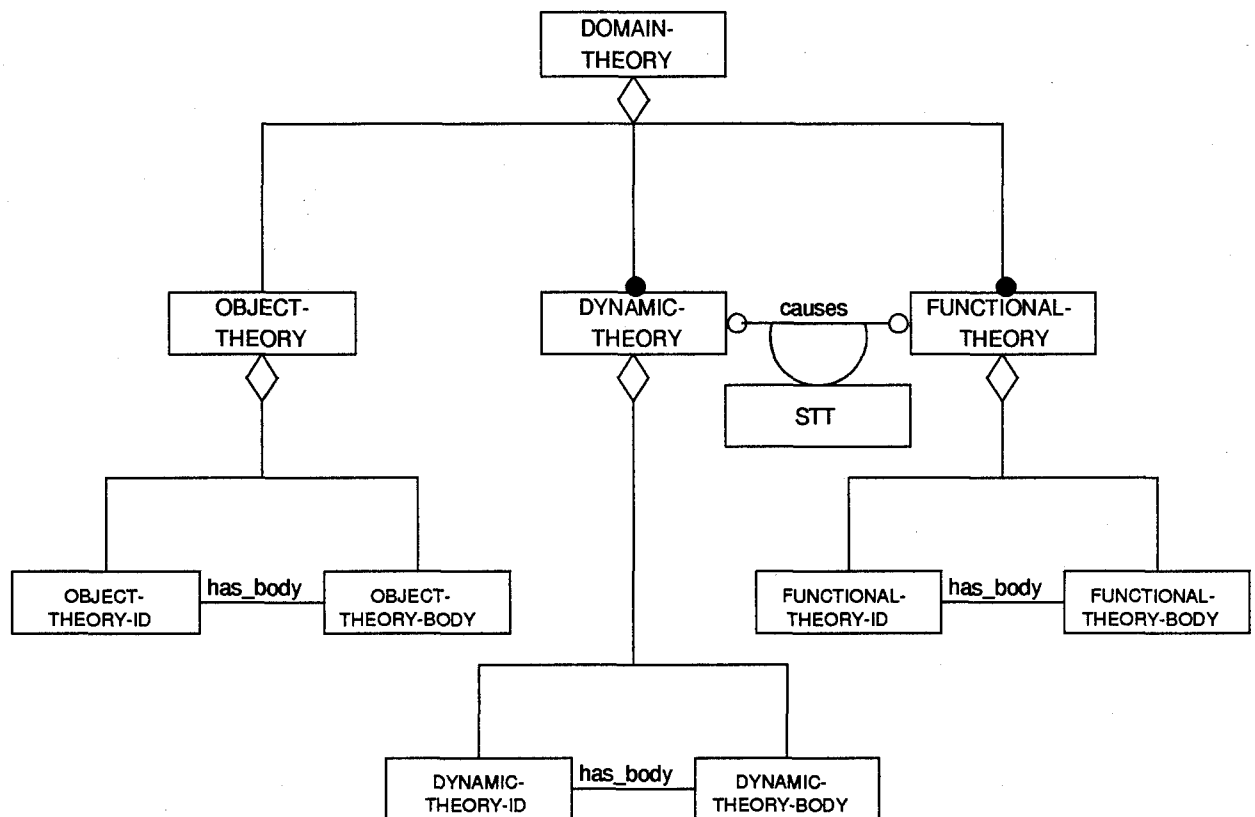 DOMAIN-
THEORY
OBJECT-
THEORY
DYNAMIC-
THEORY
causes
FUNCTIONAL-
THEORY
STT
OBJECT-
THEORY-ID
has_body
OBJECT-
THEORY-BODY
FUNCTIONAL-
THEORY-ID
has_body
FUNCTIONAL-
THEORY-BODY
DYNAMIC-
THEORY-ID
has_body
DYNAMIC-
THEORY-BODY